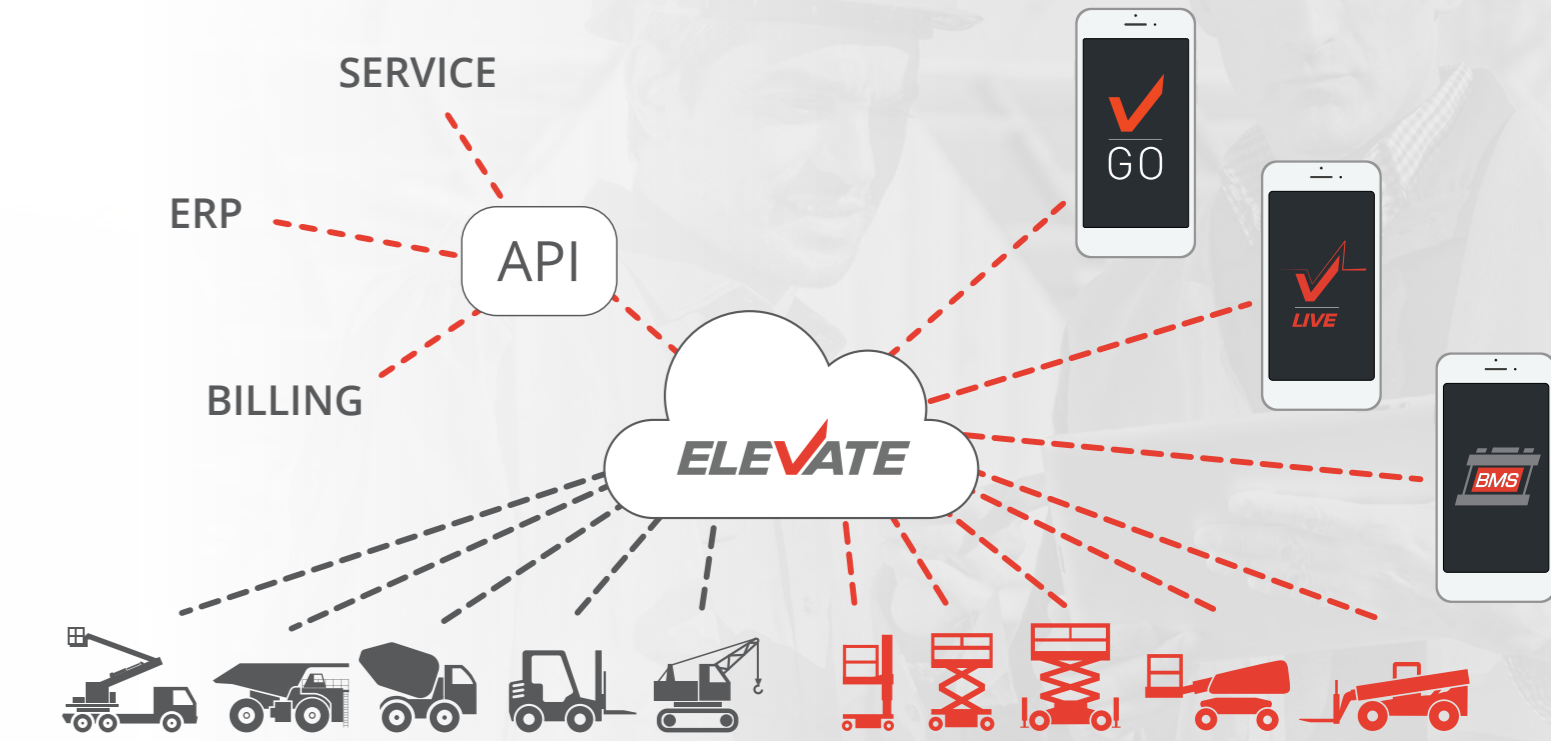 SERVICE
ERP
API
BILLING
ELEVATE
GO
LIVE
BMS